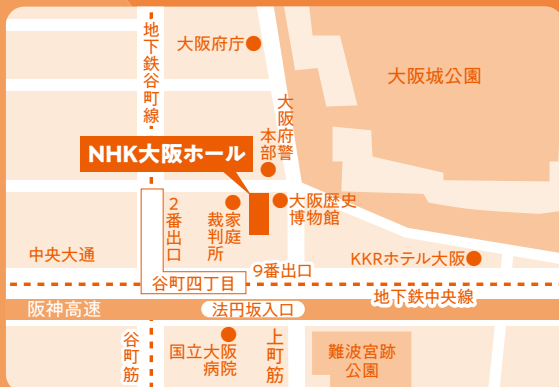 地下鉄谷町線
大阪府庁
大阪城公園
大阪府警
本部
NHK大阪ホール
大阪歴史
博物館
家庭
裁判所
2番出口
中央大通
KKRホテル大阪
9番出口
谷町四丁目
地下鉄中央線
阪神高速
法円坂入口
谷町筋
国立大阪
病院
上町筋
難波宮跡
公園